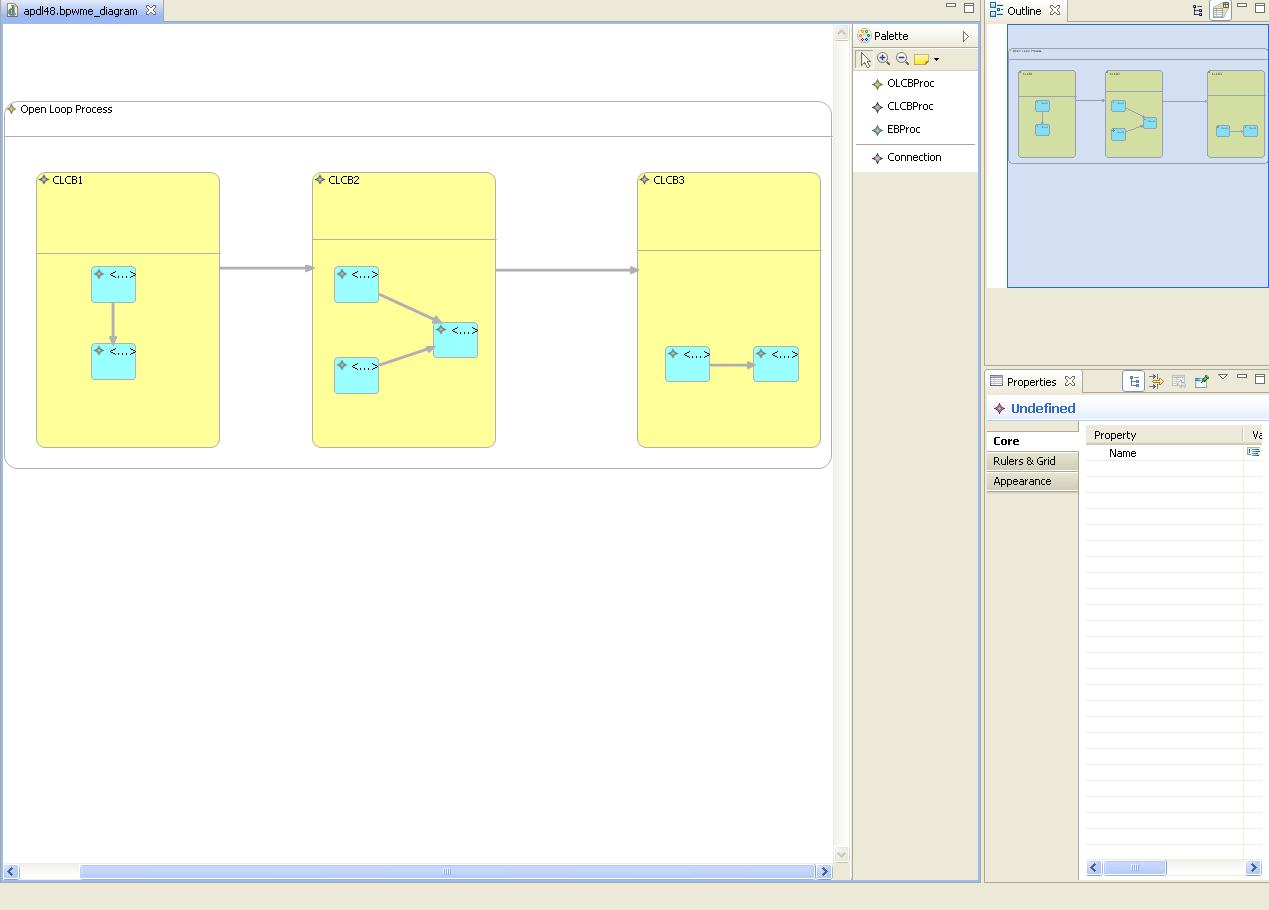 apdl48.bpwme_diagram
Open Loop Process
CLCB1
<...>
<...>
CLCB2
<...>
<...>
<...>
CLCB3
<...>
<...>
Palette
OLCBProc
CLCBProc
EBProc
Connection
Outline
Properties
Undefined
Core
Rulers & Grid
Appearance
Property
Va
Name